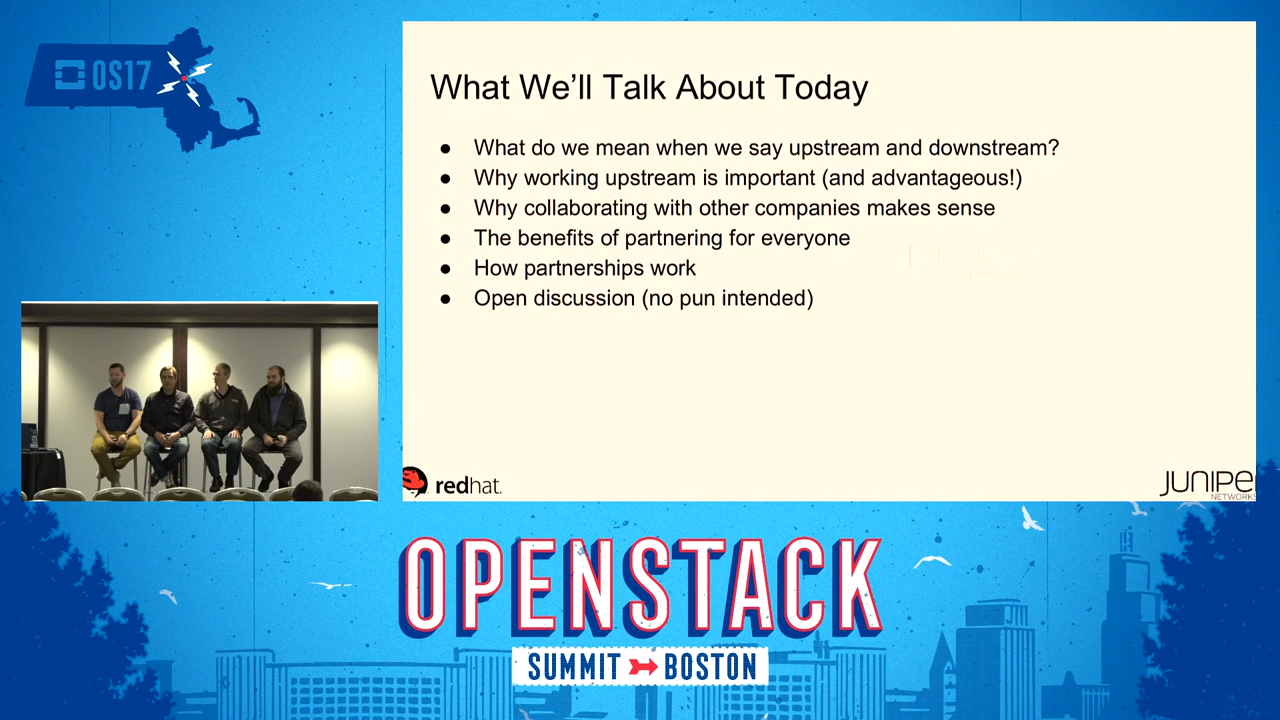 OS17
What We'll Talk About Today
● What do we mean when we say upstream and downstream?
● Why working upstream is important (and advantageous!)
● Why collaborating with other companies makes sense
● The benefits of partnering for everyone
● How partnerships work
● Open discussion (no pun intended)
redhat.
JUNIPE
NETWORKS
OPENSTACK
SUMMIT BOSTON